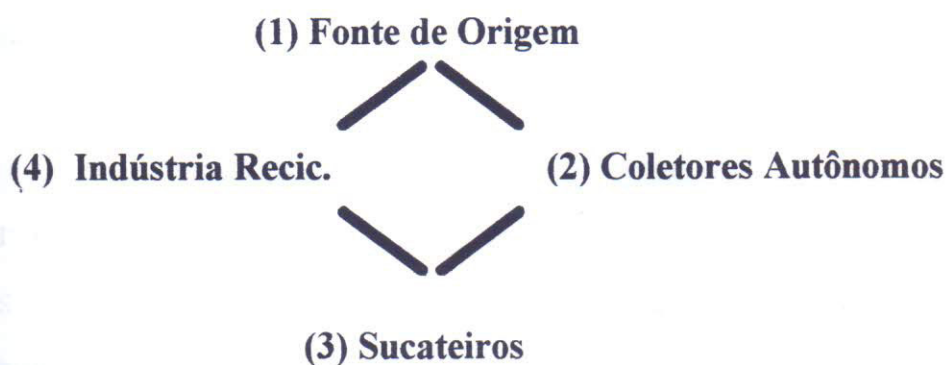 (1) Fonte de Origem
(4) Indústria Recic.
(2) Coletores Autônomos
(3) Sucateiros